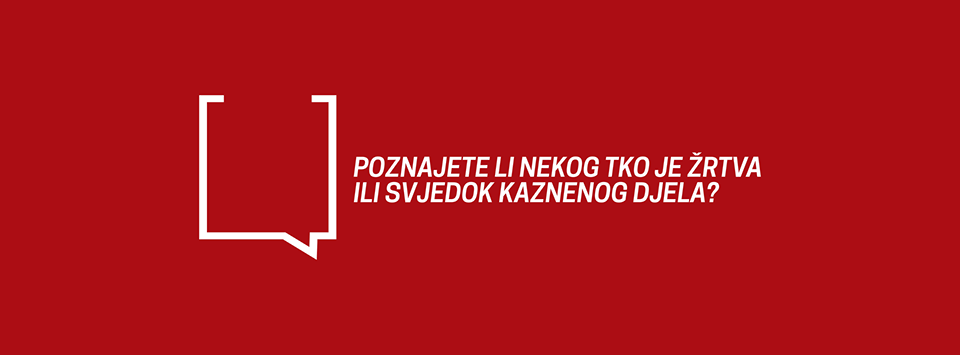 POZNAJETE LI NEKOG TKO JE ŽRTVA
ILI SVJEDOK KAZNENOG DJELA?